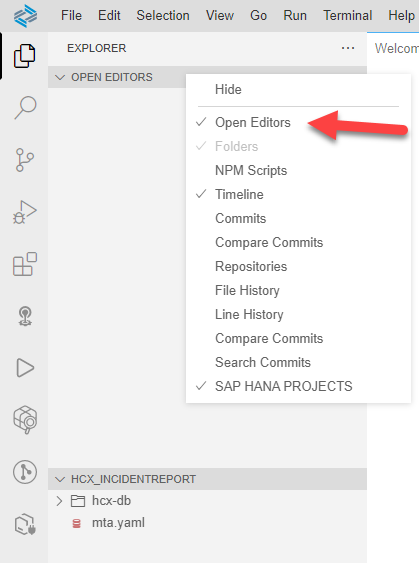 File Edit Selection View Go Run Terminal Help
EXPLORER
Welcom
OPEN EDITORS
Hide
Open Editors
Folders
NPM Scripts
Timeline
Commits
Compare Commits
Repositories
File History
Line History
Compare Commits
Search Commits
SAP HANA PROJECTS
HCX_INCIDENTREPORT
hcx-db
mta.yaml